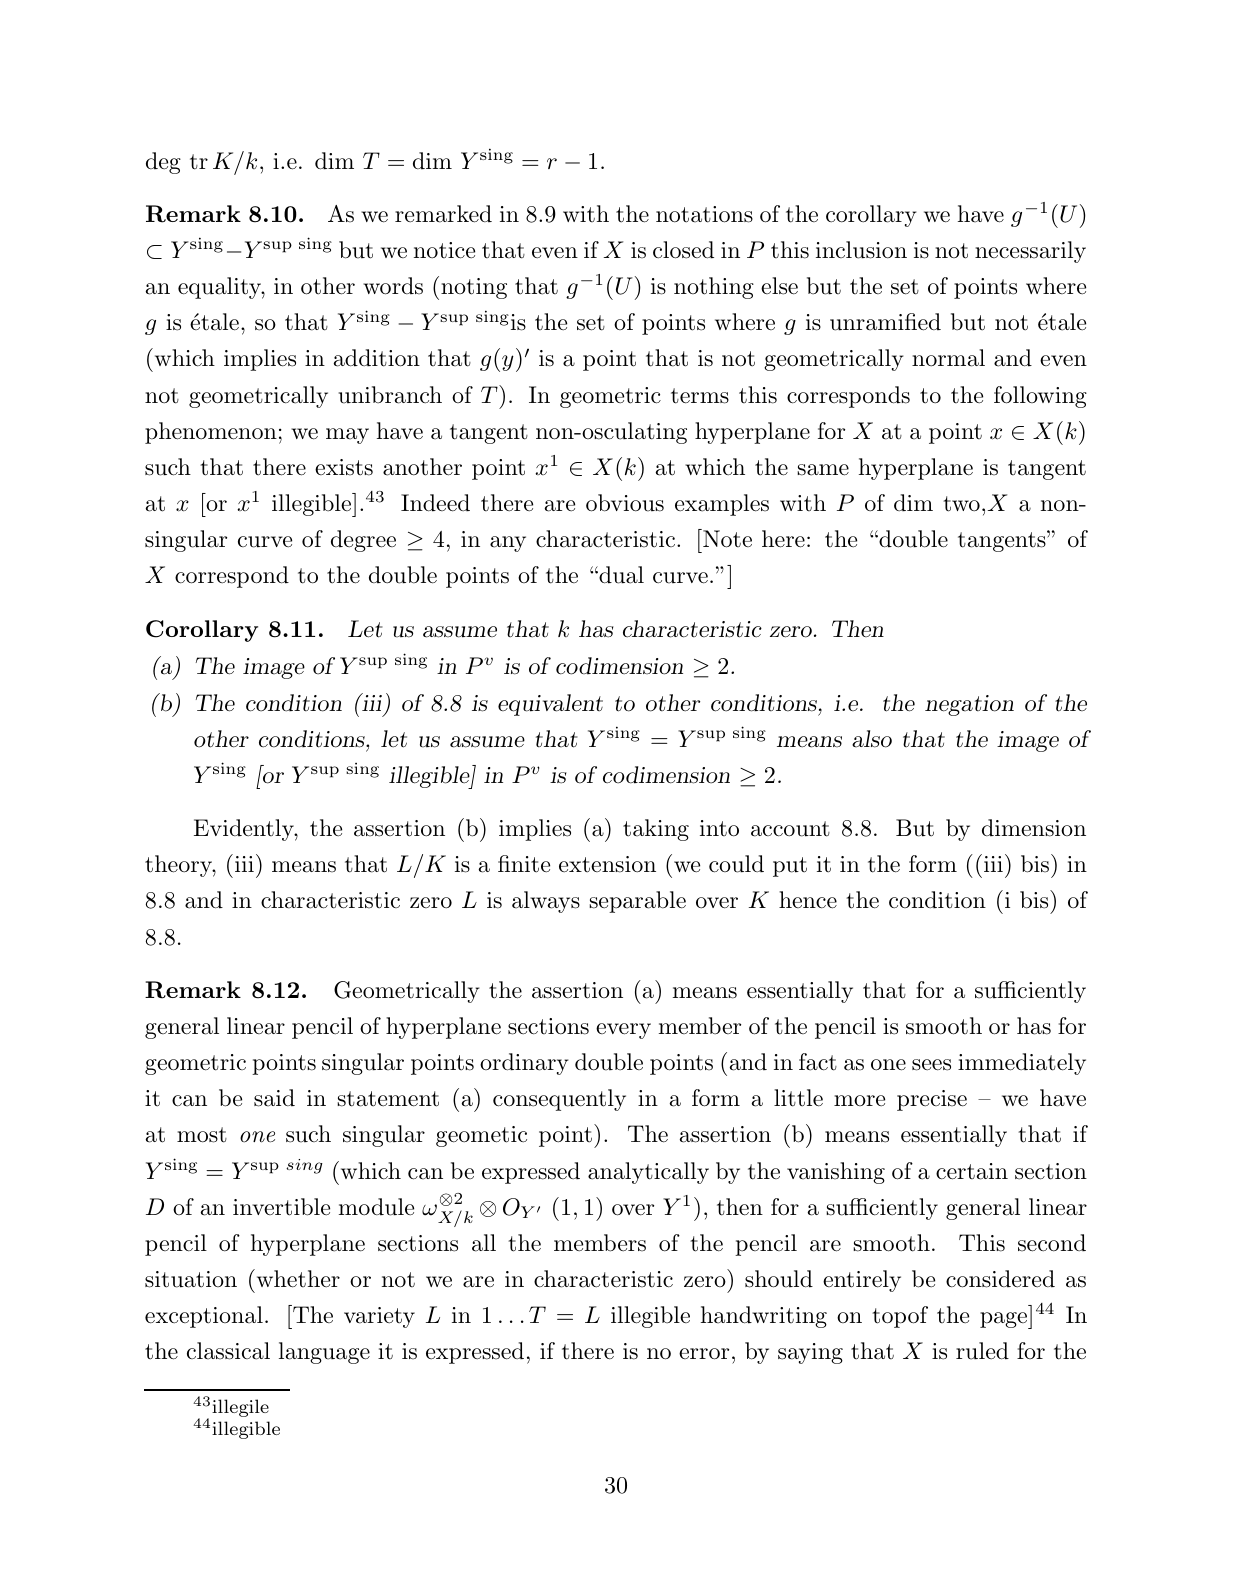 deg tr K/k, i.e. dim T = dim Y^sing = r − 1.
Remark 8.10. As we remarked in 8.9 with the notations of the corollary we have g⁻¹(U)
⊂ Y^sing−Y^sup sing but we notice that even if X is closed in P this inclusion is not necessarily
an equality, in other words (noting that g⁻¹(U) is nothing else but the set of points where
g is étale, so that Y^sing − Y^sup sing is the set of points where g is unramified but not étale
(which implies in addition that g(y)′ is a point that is not geometrically normal and even
not geometrically unibranch of T). In geometric terms this corresponds to the following
phenomenon; we may have a tangent non-osculating hyperplane for X at a point x ∈ X(k)
such that there exists another point x¹ ∈ X(k) at which the same hyperplane is tangent
at x [or x¹ illegible].⁴³ Indeed there are obvious examples with P of dim two,X a non-
singular curve of degree ≥ 4, in any characteristic. [Note here: the “double tangents” of
X correspond to the double points of the “dual curve.”]
Corollary 8.11. Let us assume that k has characteristic zero. Then
(a) The image of Y^sup sing in P^v is of codimension ≥ 2.
(b) The condition (iii) of 8.8 is equivalent to other conditions, i.e. the negation of the
other conditions, let us assume that Y^sing = Y^sup sing means also that the image of
Y^sing [or Y^sup sing illegible] in P^v is of codimension ≥ 2.
Evidently, the assertion (b) implies (a) taking into account 8.8. But by dimension
theory, (iii) means that L/K is a finite extension (we could put it in the form ((iii) bis) in
8.8 and in characteristic zero L is always separable over K hence the condition (i bis) of
8.8.
Remark 8.12. Geometrically the assertion (a) means essentially that for a sufficiently
general linear pencil of hyperplane sections every member of the pencil is smooth or has for
geometric points singular points ordinary double points (and in fact as one sees immediately
it can be said in statement (a) consequently in a form a little more precise – we have
at most one such singular geometic point). The assertion (b) means essentially that if
Y^sing = Y^sup sing (which can be expressed analytically by the vanishing of a certain section
D of an invertible module ω_{X/k}^{⊗2} ⊗ O_{Y′} (1, 1) over Y¹), then for a sufficiently general linear
pencil of hyperplane sections all the members of the pencil are smooth. This second
situation (whether or not we are in characteristic zero) should entirely be considered as
exceptional. [The variety L in 1 . . . T = L illegible handwriting on topof the page]⁴⁴ In
the classical language it is expressed, if there is no error, by saying that X is ruled for the
⁴³illegile
⁴⁴illegible
30